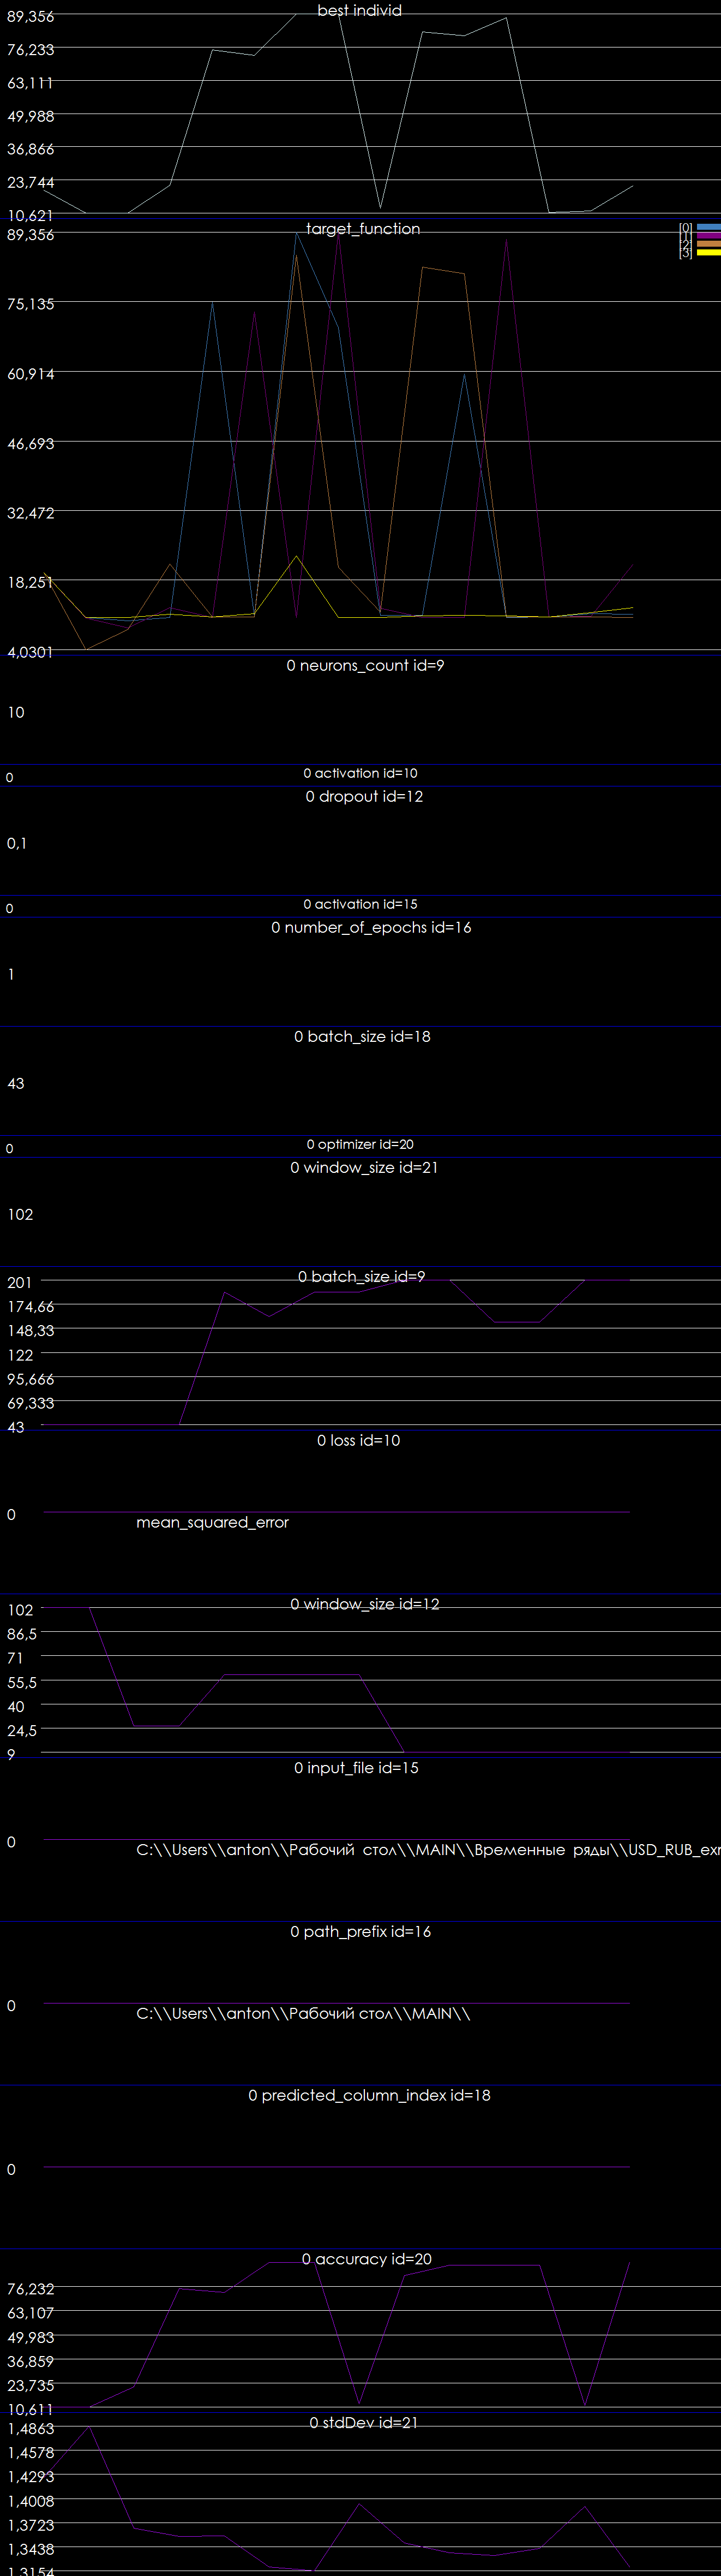 best individ
89,356
76,233
63,111
49,988
36,866
23,744
10,621
target_function
89,356
[0]
[1]
[2]
[3]
75,135
60,914
46,693
32,472
18,251
4,0301
0 neurons_count id=9
10
0 activation id=10
0
0 dropout id=12
0,1
0 activation id=15
0
0 number_of_epochs id=16
1
0 batch_size id=18
43
0 optimizer id=20
0
0 window_size id=21
102
0 batch_size id=9
201
174,66
148,33
122
95,666
69,333
43
0 loss id=10
0
mean_squared_error
0 window_size id=12
102
86,5
71
55,5
40
24,5
9
0 input_file id=15
0
C:\\Users\\anton\\Рабочий стол\\MAIN\\Временные ряды\\USD_RUB_exr
0 path_prefix id=16
0
C:\\Users\\anton\\Рабочий стол\\MAIN\\
0 predicted_column_index id=18
0
0 accuracy id=20
76,232
63,107
49,983
36,859
23,735
10,611
0 stdDev id=21
1,4863
1,4578
1,4293
1,4008
1,3723
1,3438
1,3154